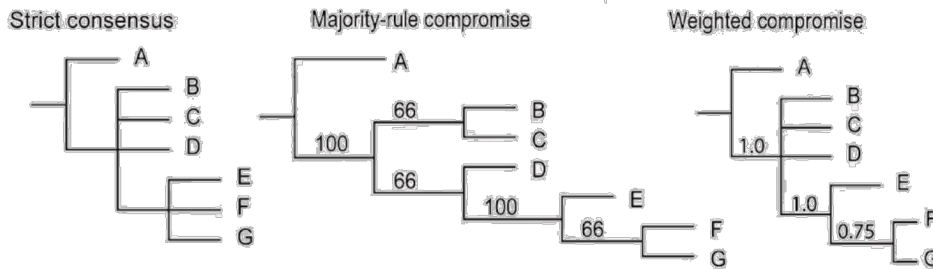 Strict consensus
A
B
C
D
E
F
G
Majority-rule compromise
A
66
B
C
100
66
D
100
E
66
F
G
Weighted compromise
A
B
C
1.0
D
E
1.0
F
0.75
G